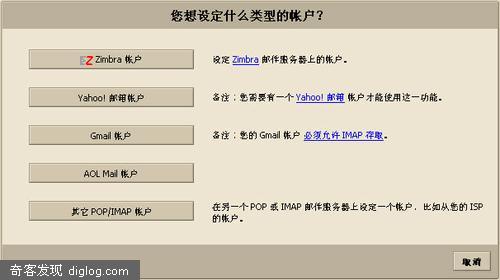 您想设定什么类型的帐户？
Zimbra 帐户
设定 Zimbra 邮件服务器上的帐户。
Yahoo! 邮箱帐户
备注：您需要有一个 Yahoo! 邮箱 帐户才能使这一功能。
Gmail 帐户
备注：您的 Gmail 帐户 必须允许 IMAP 存取。
AOL Mail 帐户
其它 POP/IMAP 帐户
在另一个 POP 或 IMAP 邮件服务器上设定一个帐户，比如从您的 ISP
的帐户。
取消
奇客发现 diglog.com